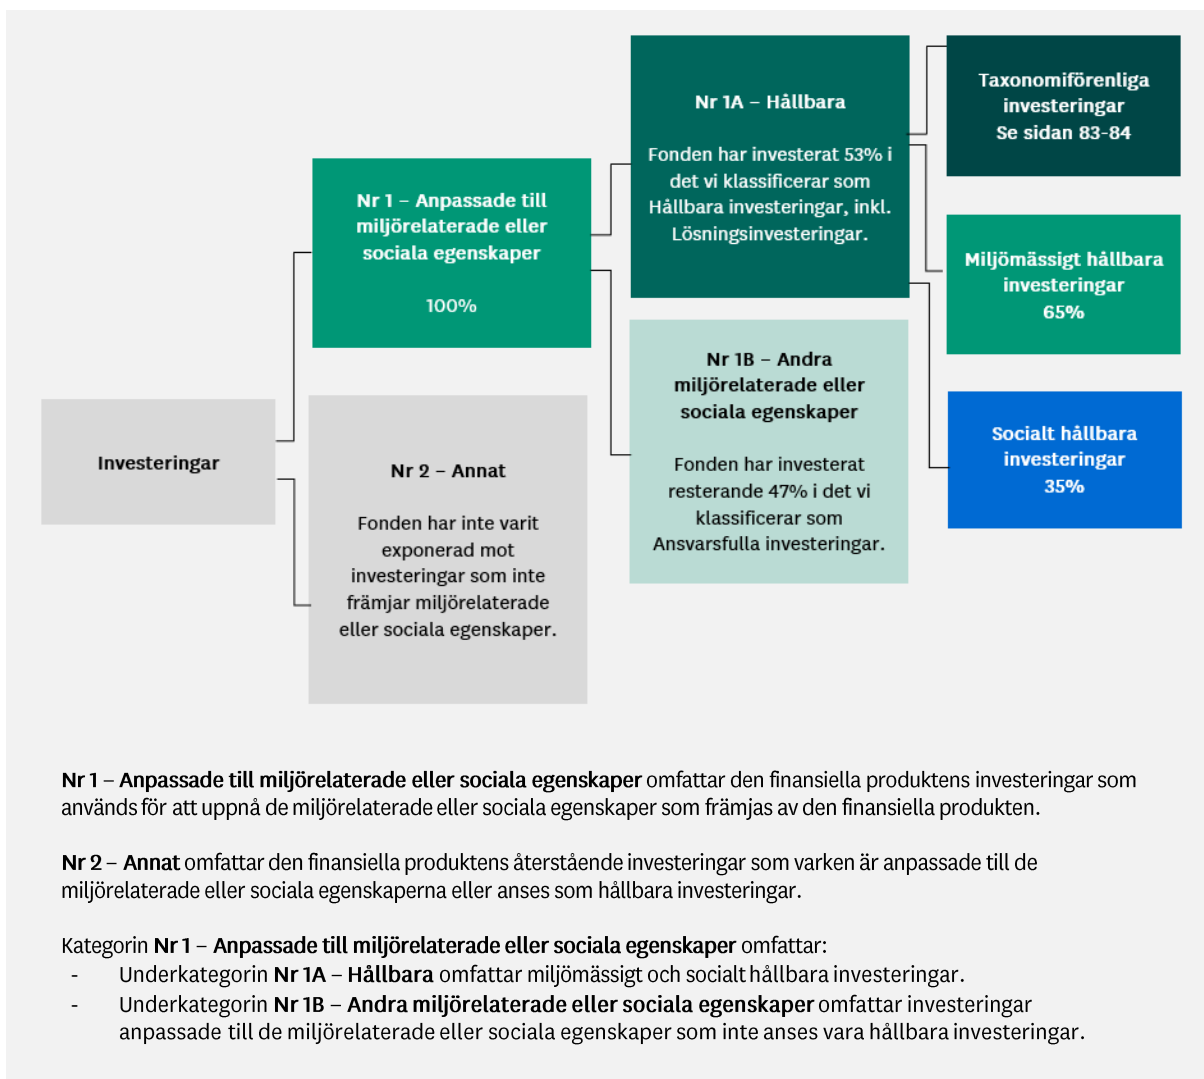 Investeringar
Nr 1 – Anpassade till
miljörelaterade eller
sociala egenskaper
100%
Nr 2 – Annat
Fonden har inte varit
exponerad mot
investeringar som inte
främjar miljörelaterade
eller sociala egenskaper.
Nr 1A – Hållbara
Fonden har investerat 53% i
det vi klassificerar som
Hållbara investeringar, inkl.
Lösningsinvesteringar.
Nr 1B – Andra
miljörelaterade eller
sociala egenskaper
Fonden har investerat
resterande 47% i det vi
klassificerar som
Ansvarsfulla investeringar.
Taxonomiförenliga
investeringar
Se sidan 83-84
Miljömässigt hållbara
investeringar
65%
Socialt hållbara
investeringar
35%
Nr 1 – Anpassade till miljörelaterade eller sociala egenskaper omfattar den finansiella produktens investeringar som
används för att uppnå de miljörelaterade eller sociala egenskaper som främjas av den finansiella produkten.
Nr 2 – Annat omfattar den finansiella produktens återstående investeringar som varken är anpassade till de
miljörelaterade eller sociala egenskaperna eller anses som hållbara investeringar.
Kategorin Nr 1 – Anpassade till miljörelaterade eller sociala egenskaper omfattar:
- Underkategorin Nr 1A – Hållbara omfattar miljömässigt och socialt hållbara investeringar.
- Underkategorin Nr 1B – Andra miljörelaterade eller sociala egenskaper omfattar investeringar
anpassade till de miljörelaterade eller sociala egenskaper som inte anses vara hållbara investeringar.